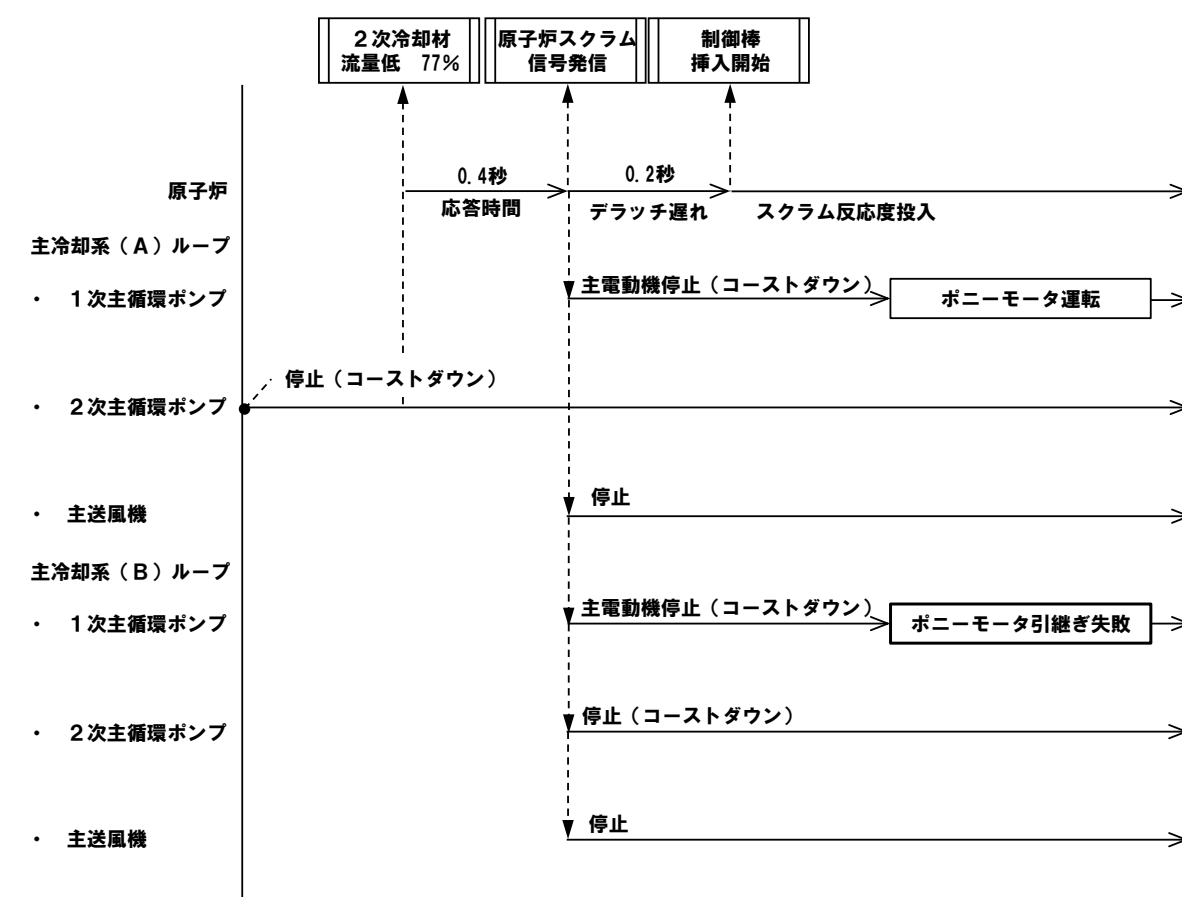 ２次冷却材
流量低　77%
原子炉スクラム
信号発信
制御棒
挿入開始
0.4秒
0.2秒
原子炉
応答時間
デラッチ遅れ
スクラム反応度投入
主冷却系（Ａ）ループ
・　１次主循環ポンプ
主電動機停止（コーストダウン）
ポニーモータ運転
停止（コーストダウン）
・　２次主循環ポンプ
停止
・　主送風機
主冷却系（Ｂ）ループ
・　１次主循環ポンプ
主電動機停止（コーストダウン）
ポニーモータ引継ぎ失敗
停止（コーストダウン）
・　２次主循環ポンプ
停止
・　主送風機